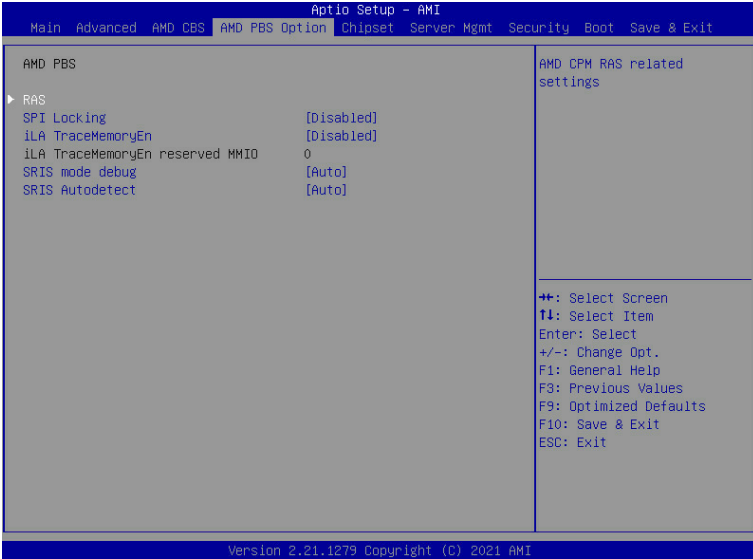 Aptio Setup – AMI
Main Advanced AMD CBS AMD PBS Option Chipset Server Mgmt Security Boot Save & Exit
AMD PBS
RAS
SPI Locking [Disabled]
iLA TraceMemoryEn [Disabled]
iLA TraceMemoryEn reserved MMIO 0
SRIS mode debug [Auto]
SRIS Autodetect [Auto]
AMD CPM RAS related
settings
→←: Select Screen
↑↓: Select Item
Enter: Select
+/-: Change Opt.
F1: General Help
F3: Previous Values
F9: Optimized Defaults
F10: Save & Exit
ESC: Exit
Version 2.21.1279 Copyright (C) 2021 AMI